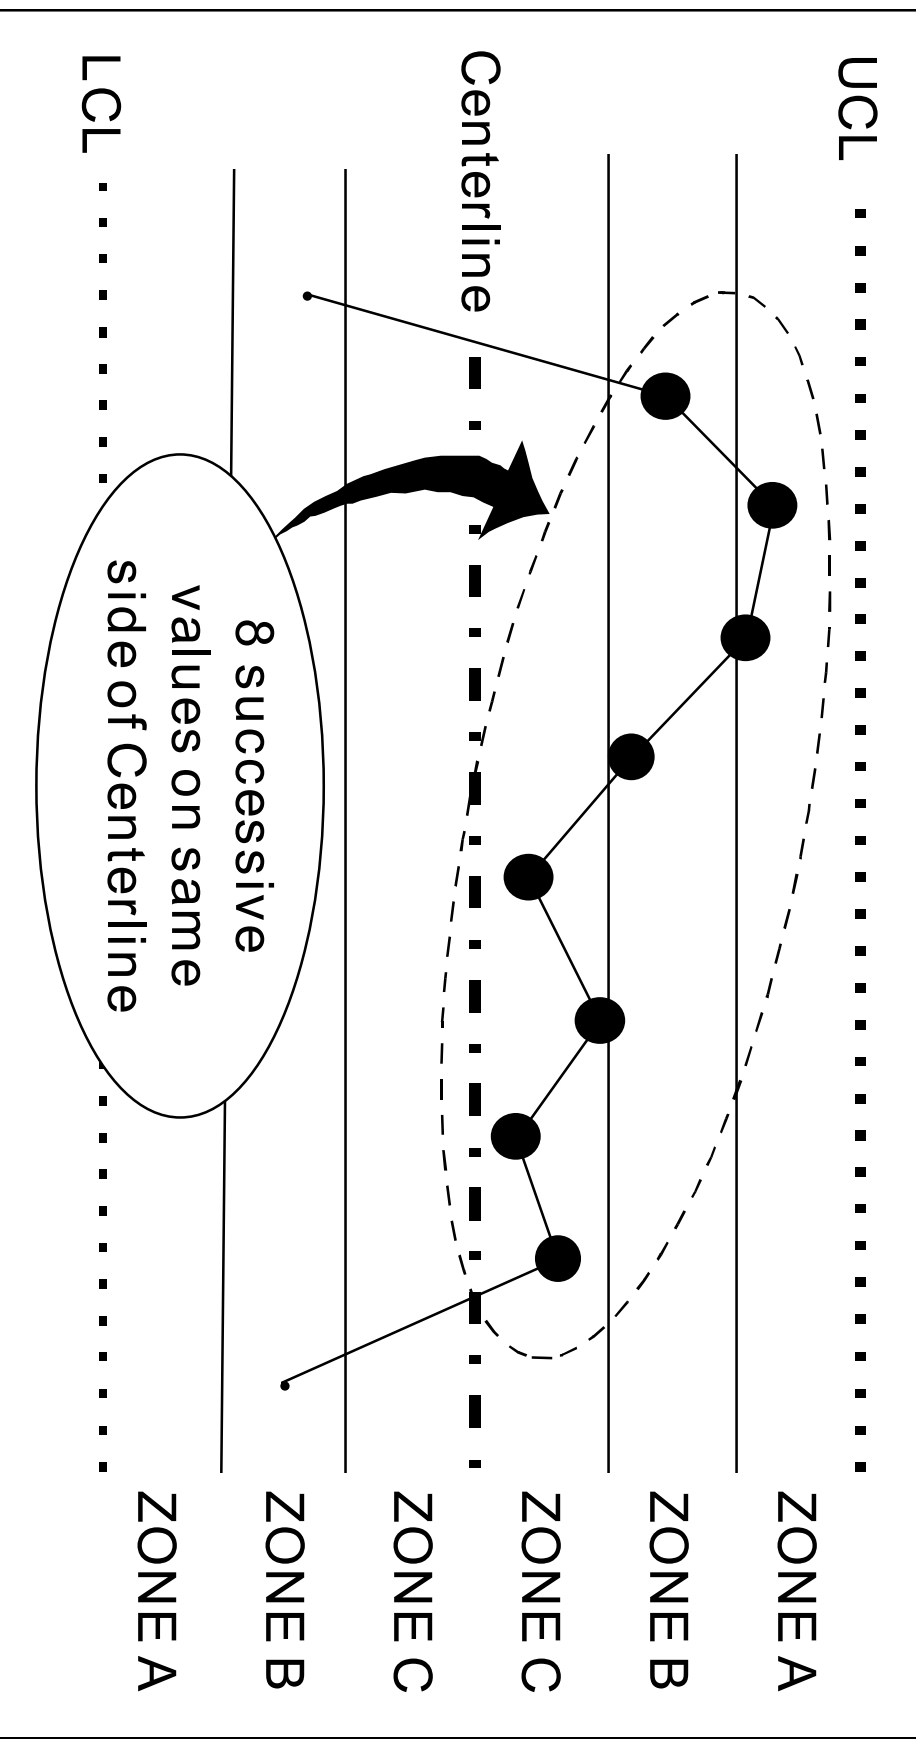 UCL
Centerline
LCL
8 successive
values on same
side of Centerline
ZONE A
ZONE B
ZONE C
ZONE C
ZONE B
ZONE A